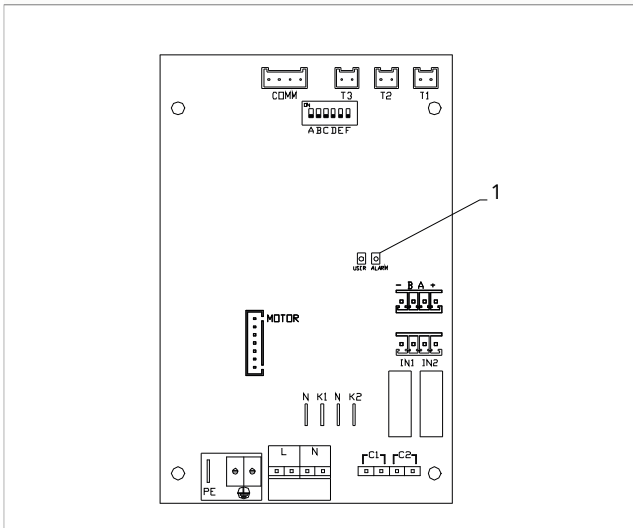 COMM T3 T2 T1
ON
ABCDEF
1
USER ALARM
- B A +
MOTOR
IN1 IN2
N K1 N K2
L N
C1 C2
PE